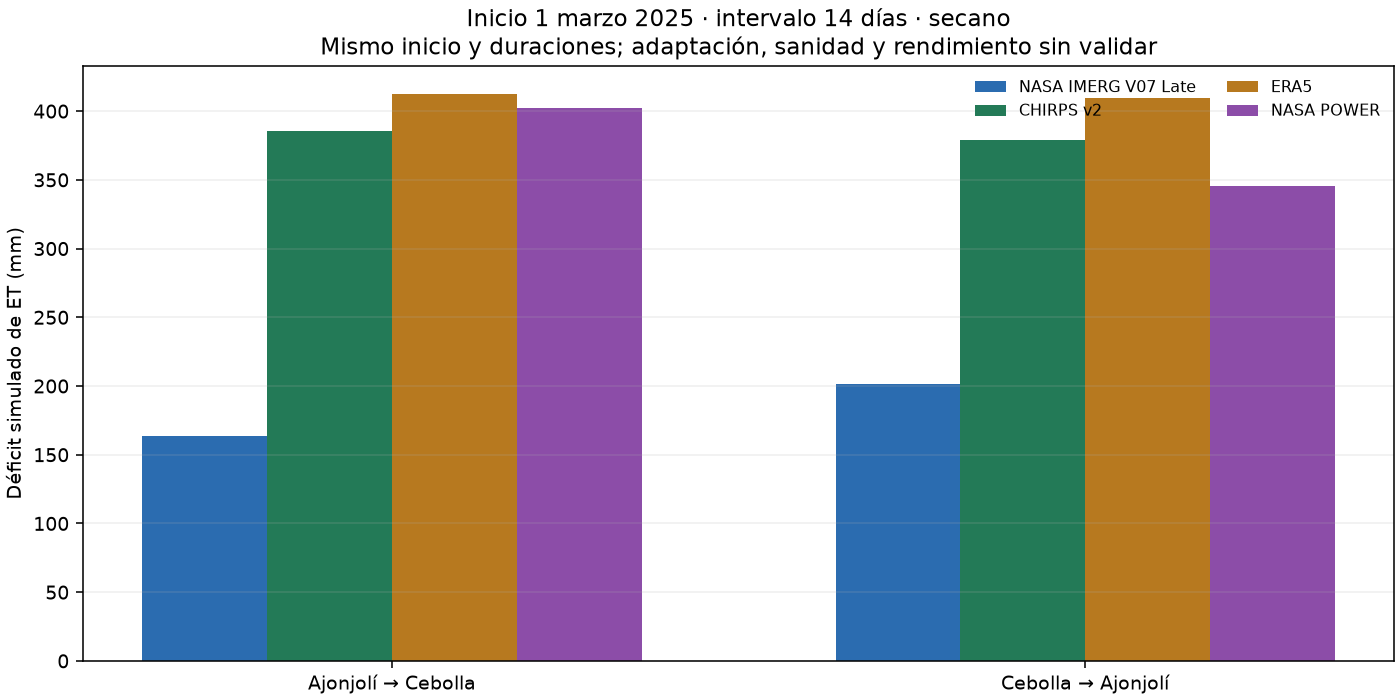 Inicio 1 marzo 2025 · intervalo 14 días · secano
Mismo inicio y duraciones; adaptación, sanidad y rendimiento sin validar
NASA IMERG V07 Late
CHIRPS v2
ERA5
NASA POWER
Déficit simulado de ET (mm)
400
350
300
250
200
150
100
50
0
Ajonjolí → Cebolla
Cebolla → Ajonjolí